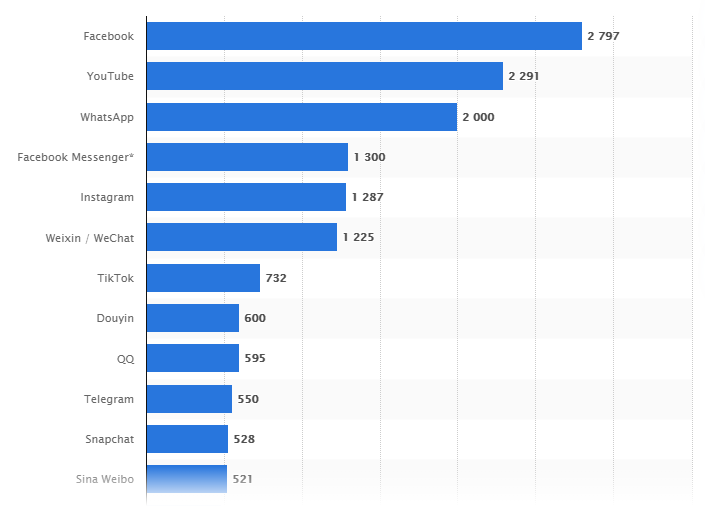 Facebook 2 797
YouTube 2 291
WhatsApp 2 000
Facebook Messenger* 1 300
Instagram 1 287
Weixin / WeChat 1 225
TikTok 732
Douyin 600
QQ 595
Telegram 550
Snapchat 528
Sina Weibo 521